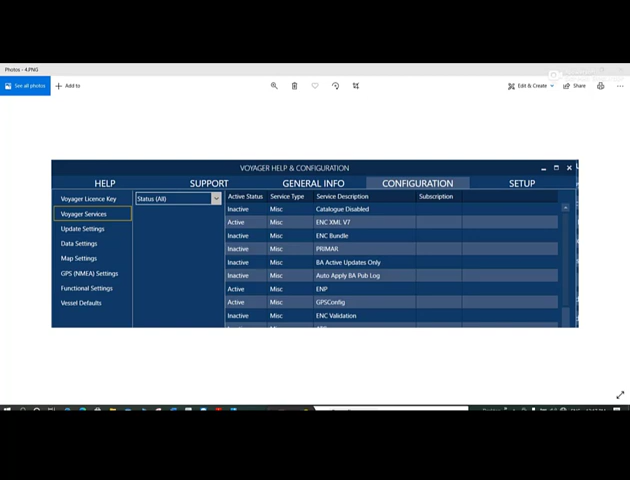 Photos - 4.PNG
See all photos
Add to
Edit & Create
Share
VOYAGER HELP & CONFIGURATION
HELP SUPPORT GENERAL INFO CONFIGURATION SETUP
Voyager Licence Key
Voyager Services
Update Settings
Data Settings
Map Settings
GPS (NMEA) Settings
Functional Settings
Vessel Defaults
Status (All)
Active Status Service Type Service Description Subscription
Inactive Misc Catalogue Disabled
Active Misc ENC XML V7
Inactive Misc ENC Bundle
Inactive Misc PRIMAR
Inactive Misc BA Active Updates Only
Inactive Misc Auto Apply BA Pub Log
Active Misc ENP
Active Misc GPSConfig
Inactive Misc ENC Validation